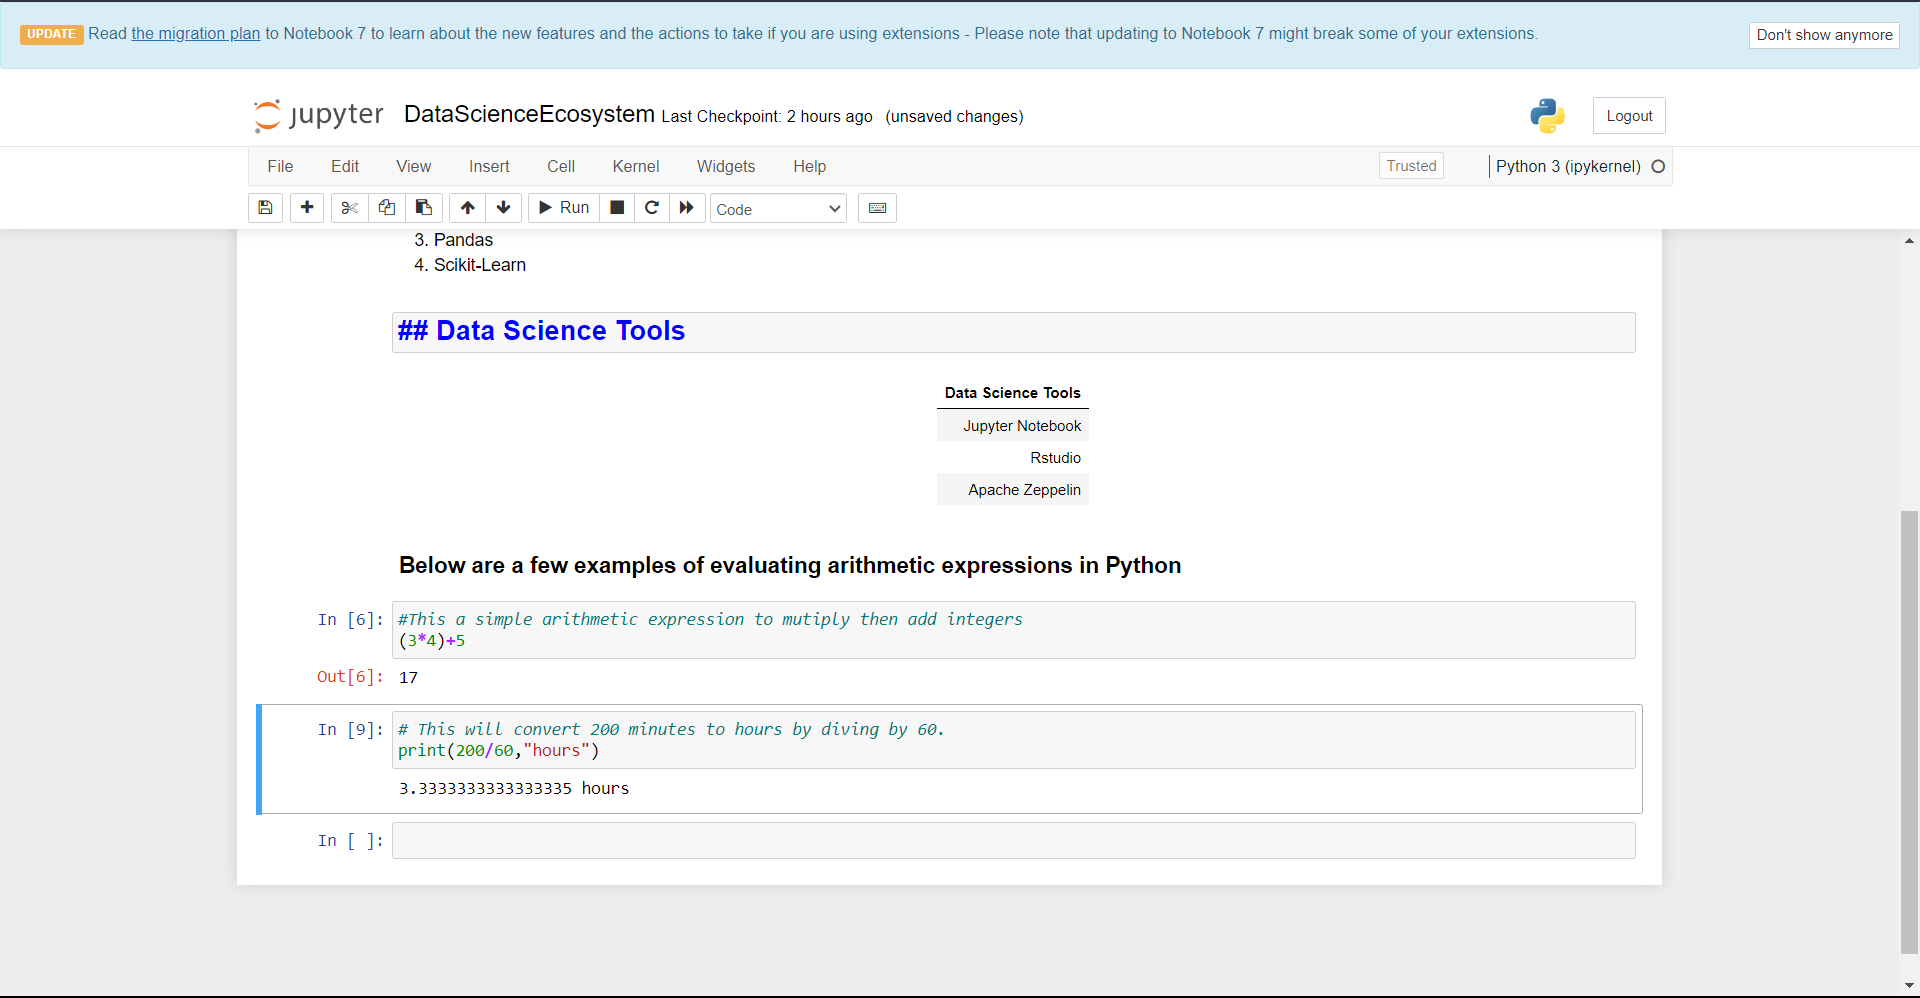 UPDATE Read the migration plan to Notebook 7 to learn about the new features and the actions to take if you are using extensions - Please note that updating to Notebook 7 might break some of your extensions.
Don't show anymore
jupyter DataScienceEcosystem Last Checkpoint: 2 hours ago (unsaved changes)
Logout
File Edit View Insert Cell Kernel Widgets Help
Trusted
Python 3 (ipykernel)
Run
Code
3. Pandas
4. Scikit-Learn
## Data Science Tools
Data Science Tools
Jupyter Notebook
Rstudio
Apache Zeppelin
Below are a few examples of evaluating arithmetic expressions in Python
In [6]: #This a simple arithmetic expression to mutiply then add integers
(3*4)+5
Out[6]: 17
In [9]: # This will convert 200 minutes to hours by diving by 60.
print(200/60,"hours")
3.3333333333333335 hours
In [ ]: